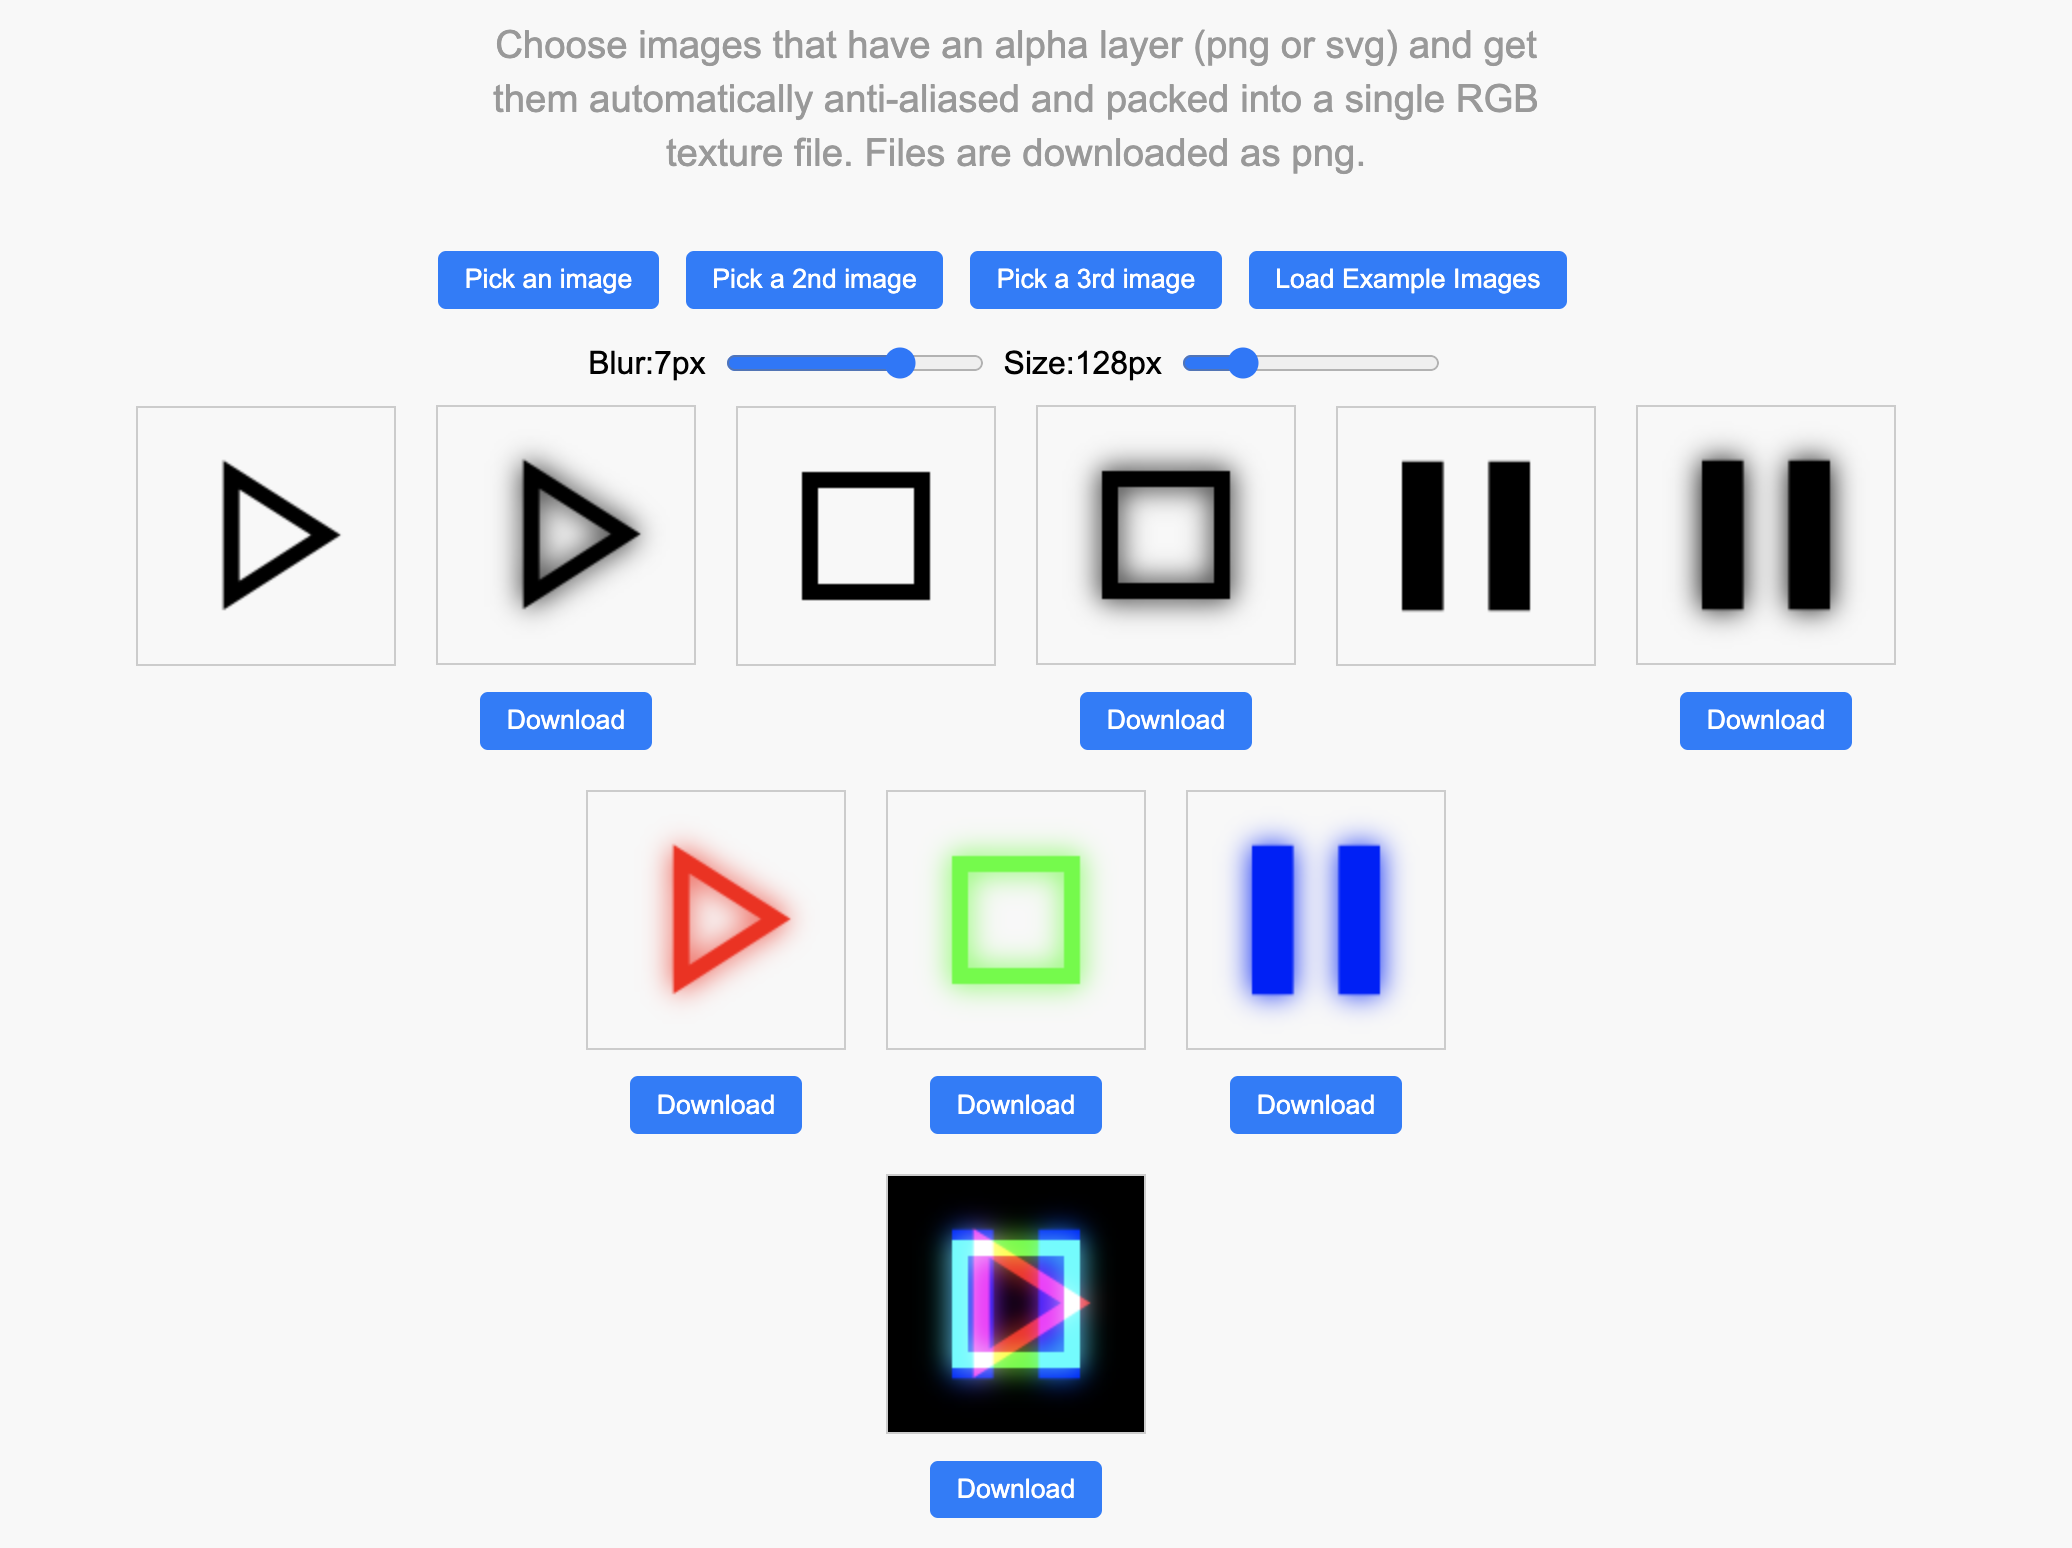 Choose images that have an alpha layer (png or svg) and get
them automatically anti-aliased and packed into a single RGB
texture file. Files are downloaded as png.
Pick an image
Pick a 2nd image
Pick a 3rd image
Load Example Images
Blur:7px
Size:128px
Download
Download
Download
Download
Download
Download
Download